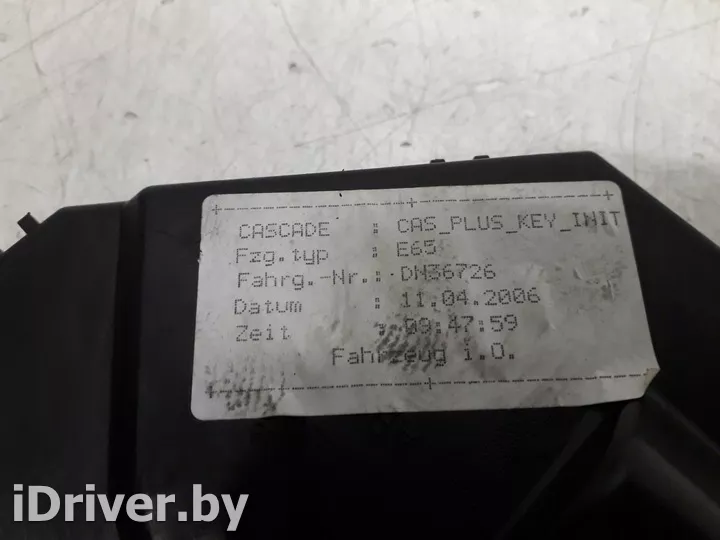 CASCADE : CAS_PLUS_KEY_INIT
Fzg.typ : E65
Fahrg.-Nr.: DN36726
Datum : 11.04.2006
Zeit : 09:47:59
Fahrzeug i.O.
iDriver.by